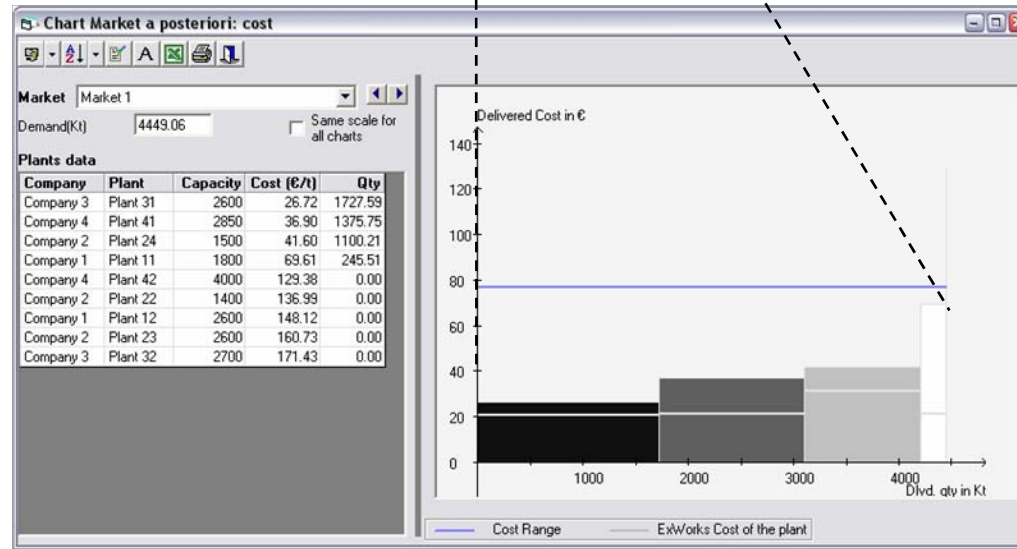 Chart Market a posteriori: cost
A
Market Market 1
Demand(Kt) 4449.06
Same scale for
all charts
Plants data
Company Plant Capacity Cost (€/t) Qty
Company 3 Plant 31 2600 26.72 1727.59
Company 4 Plant 41 2850 36.90 1375.75
Company 2 Plant 24 1500 41.60 1100.21
Company 1 Plant 11 1800 69.61 245.51
Company 4 Plant 42 4000 129.38 0.00
Company 2 Plant 22 1400 136.99 0.00
Company 1 Plant 12 2600 148.12 0.00
Company 2 Plant 23 2600 160.73 0.00
Company 3 Plant 32 2700 171.43 0.00
Delivered Cost in €
140
120
100
80
60
40
20
0
1000 2000 3000 4000
Dlvd. qty in Kt
Cost Range ExWorks Cost of the plant